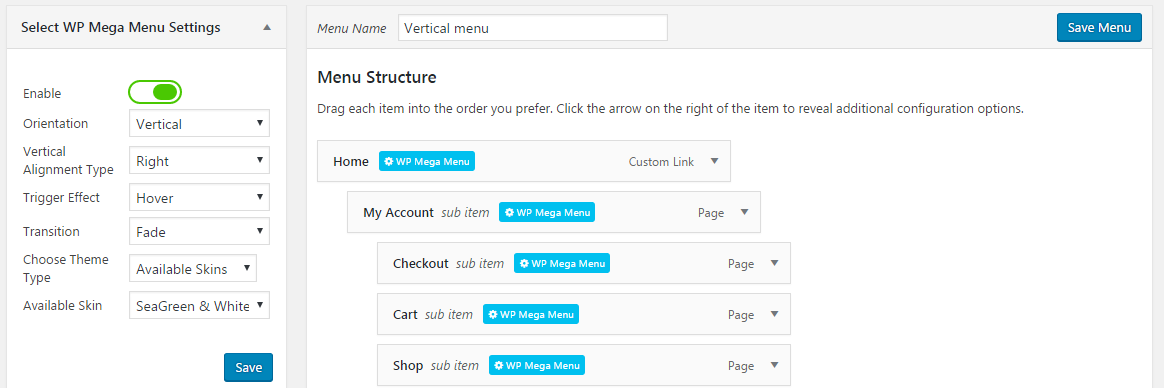 Select WP Mega Menu Settings
Enable
Orientation Vertical
Vertical
Alignment Type Right
Trigger Effect Hover
Transition Fade
Choose Theme
Type Available Skins
Available Skin SeaGreen & White
Save
Menu Name Vertical menu Save Menu
Menu Structure
Drag each item into the order you prefer. Click the arrow on the right of the item to reveal additional configuration options.
Home WP Mega Menu Custom Link
My Account sub item WP Mega Menu Page
Checkout sub item WP Mega Menu Page
Cart sub item WP Mega Menu Page
Shop sub item WP Mega Menu Page